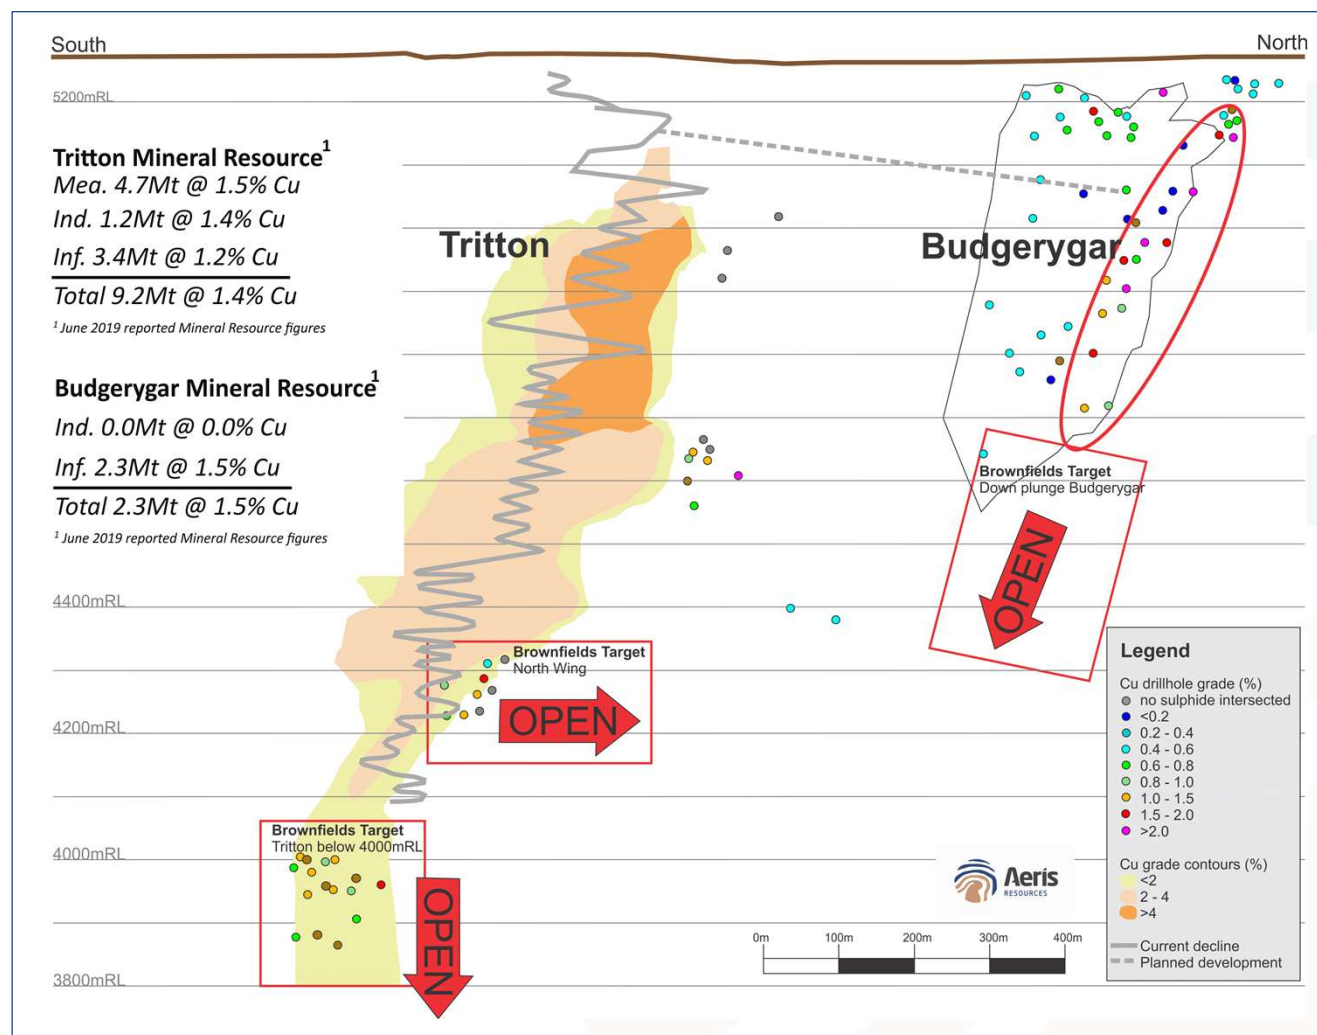 South
North
5200mRL
Tritton Mineral Resource¹
Mea. 4.7Mt @ 1.5% Cu
Ind. 1.2Mt @ 1.4% Cu
Inf. 3.4Mt @ 1.2% Cu
Total 9.2Mt @ 1.4% Cu
¹ June 2019 reported Mineral Resource figures
Tritton
Budgerygar
Budgerygar Mineral Resource¹
Ind. 0.0Mt @ 0.0% Cu
Inf. 2.3Mt @ 1.5% Cu
Total 2.3Mt @ 1.5% Cu
¹ June 2019 reported Mineral Resource figures
Brownfields Target
Down plunge Budgerygar
OPEN
4400mRL
Brownfields Target
North Wing
OPEN
4200mRL
Brownfields Target
Tritton below 4000mRL
4000mRL
OPEN
3800mRL
Aeris
RESOURCES
0m 100m 200m 300m 400m
Legend
Cu drillhole grade (%)
no sulphide intersected
<0.2
0.2 - 0.4
0.4 - 0.6
0.6 - 0.8
0.8 - 1.0
1.0 - 1.5
1.5 - 2.0
>2.0
Cu grade contours (%)
<2
2 - 4
>4
Current decline
Planned development